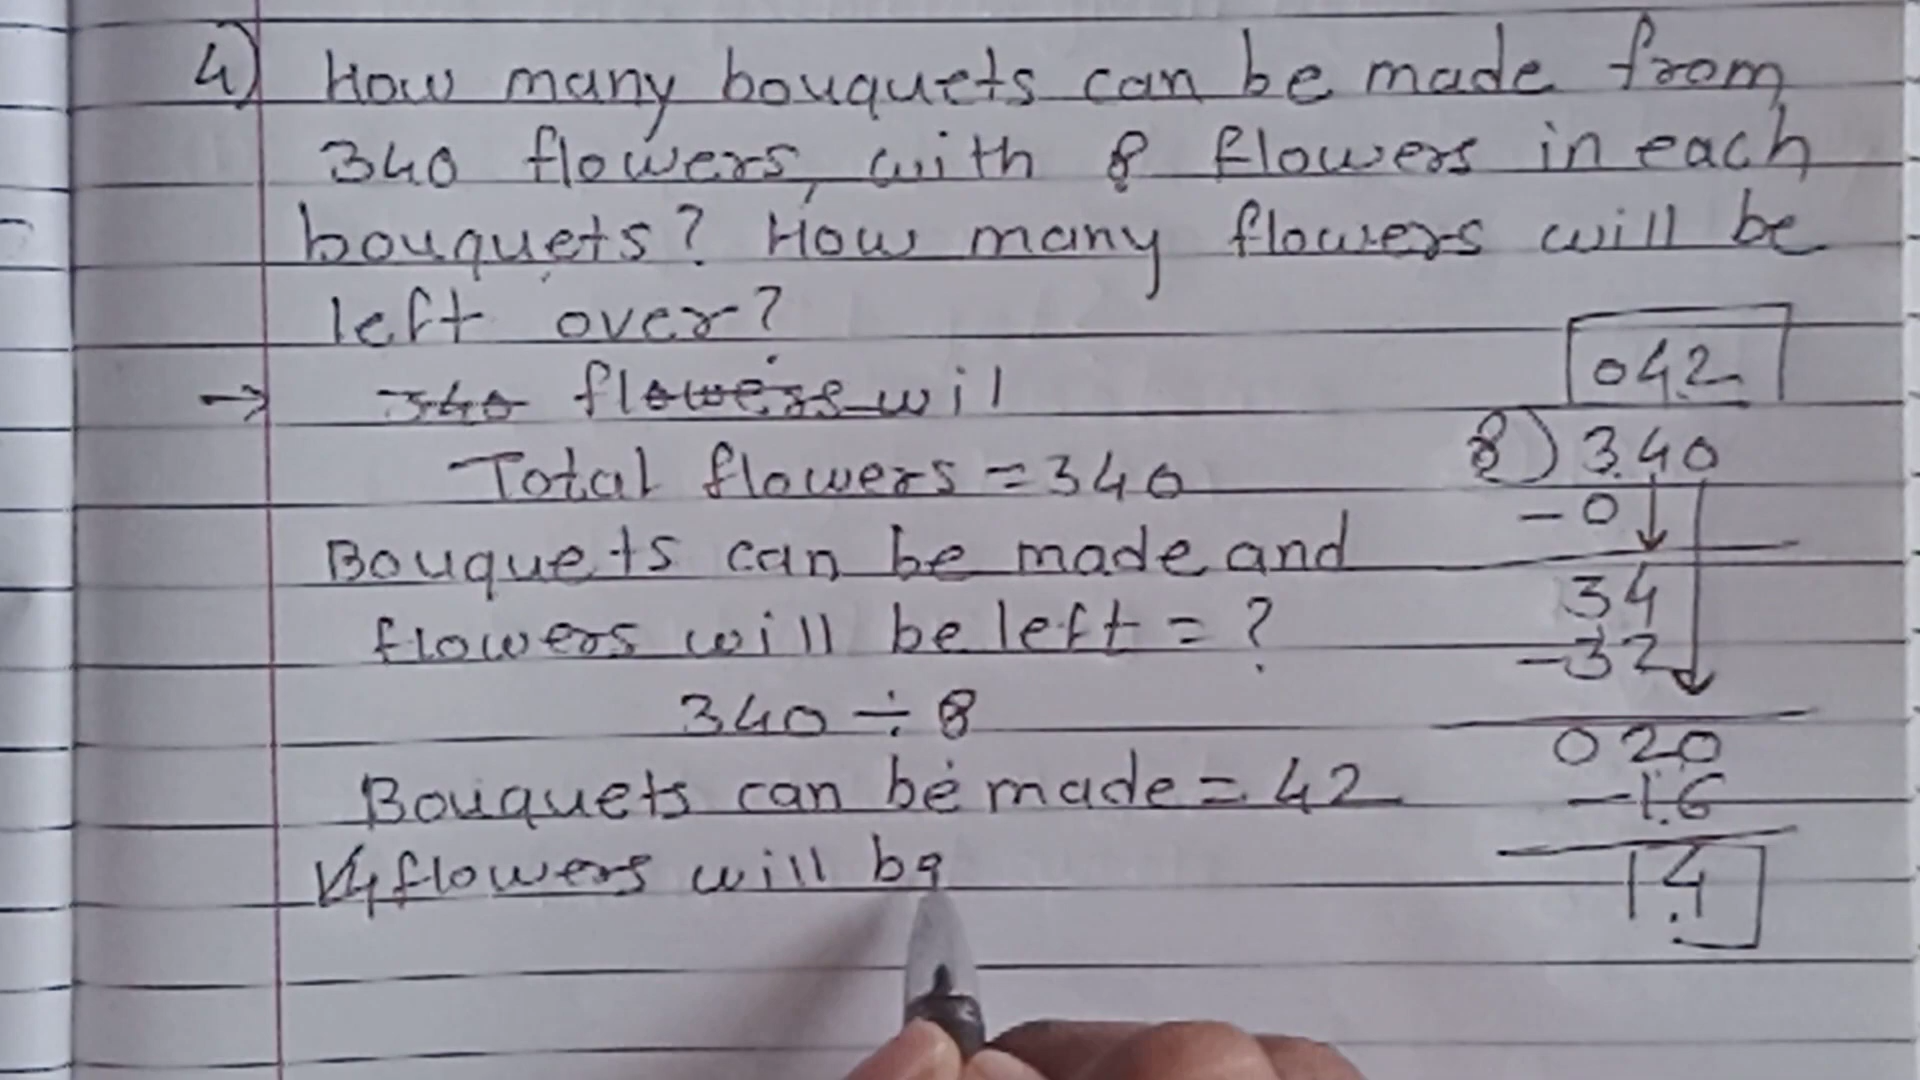 4) How many bouquets can be made from
340 flowers, with 8 flowers in each
bouquets? How many flowers will be
left over?
→ 340 flowers wil
Total flowers = 340
Bouquets can be made and
flowers will be left = ?
340 ÷ 8
Bouquets can be made = 42
flowers will be
042
8)340
-0
34
-32
020
-16
14